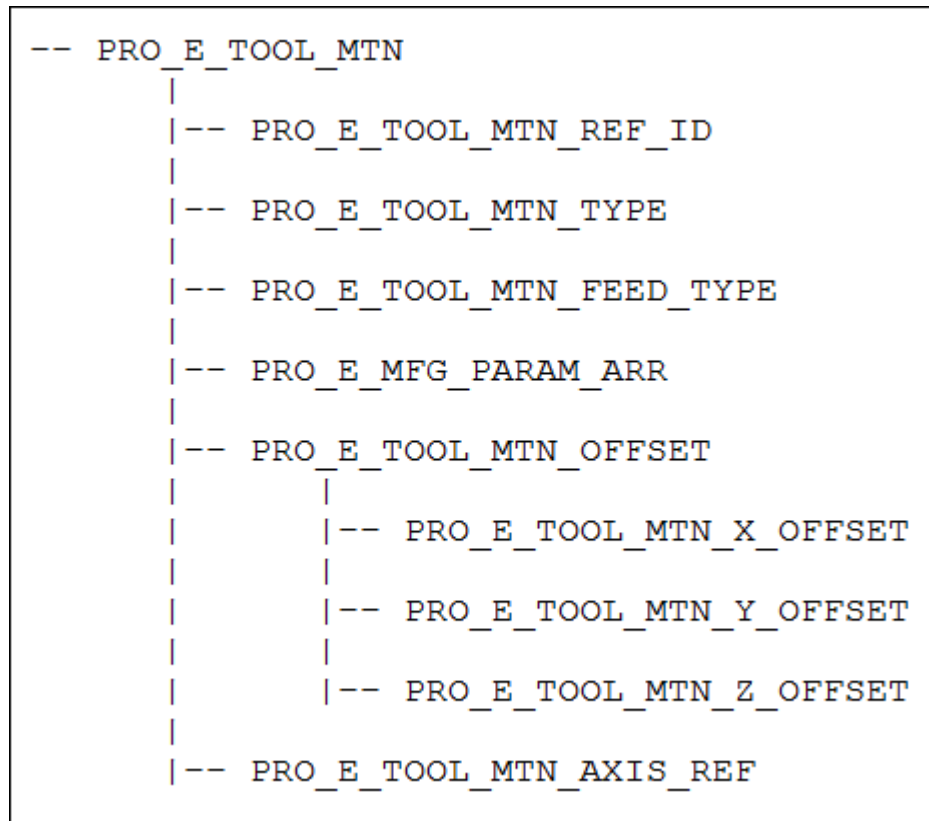 -- PRO_E_TOOL_MTN
|
|-- PRO_E_TOOL_MTN_REF_ID
|
|-- PRO_E_TOOL_MTN_TYPE
|
|-- PRO_E_TOOL_MTN_FEED_TYPE
|
|-- PRO_E_MFG_PARAM_ARR
|
|-- PRO_E_TOOL_MTN_OFFSET
| |
| |-- PRO_E_TOOL_MTN_X_OFFSET
| |
| |-- PRO_E_TOOL_MTN_Y_OFFSET
| |
| |-- PRO_E_TOOL_MTN_Z_OFFSET
|
|-- PRO_E_TOOL_MTN_AXIS_REF